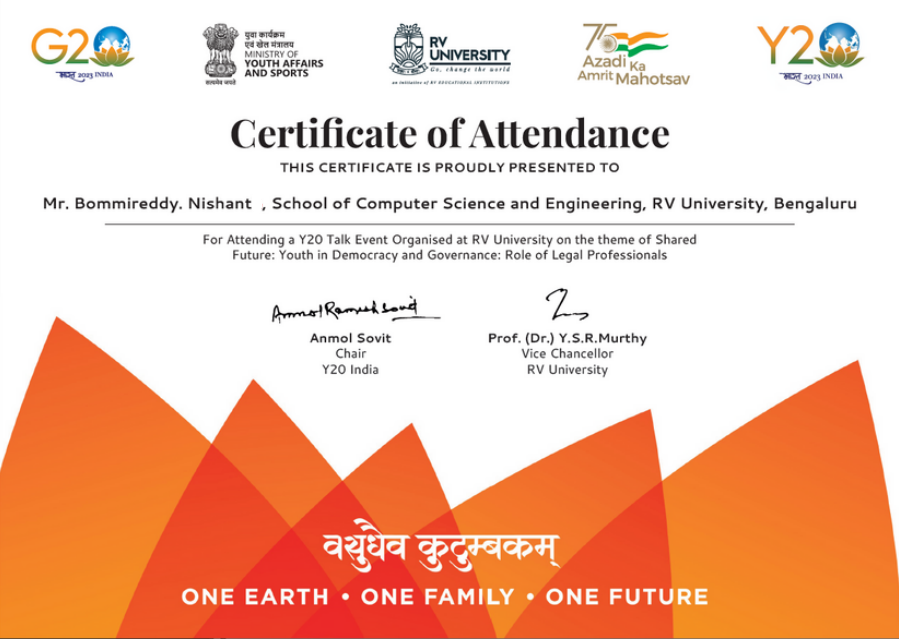 G20
भारत 2023 INDIA
युवा कार्यक्रम
एवं खेल मंत्रालय
MINISTRY OF
YOUTH AFFAIRS
AND SPORTS
सत्यमेव जयते
RV
UNIVERSITY
Go, change the world
an initiative of RV EDUCATIONAL INSTITUTIONS
75
Azadi Ka
Amrit Mahotsav
Y20
भारत 2023 INDIA
Certificate of Attendance
THIS CERTIFICATE IS PROUDLY PRESENTED TO
Mr. Bommireddy. Nishant , School of Computer Science and Engineering, RV University, Bengaluru
For Attending a Y20 Talk Event Organised at RV University on the theme of Shared
Future: Youth in Democracy and Governance: Role of Legal Professionals
Anmol Sovit
Chair
Y20 India
Prof. (Dr.) Y.S.R.Murthy
Vice Chancellor
RV University
वसुधैव कुटुम्बकम्
ONE EARTH • ONE FAMILY • ONE FUTURE